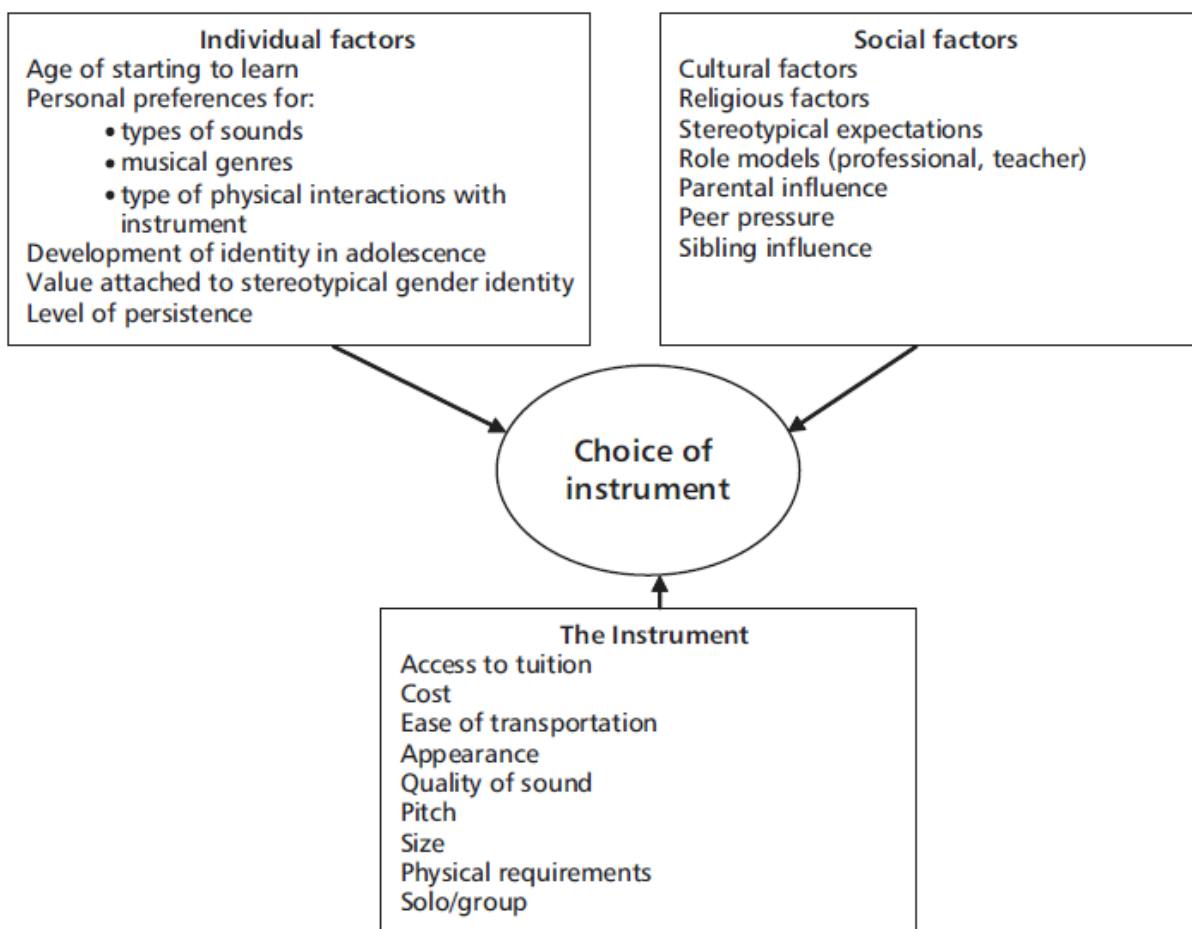 Individual factors
Age of starting to learn
Personal preferences for:
• types of sounds
• musical genres
• type of physical interactions with
instrument
Development of identity in adolescence
Value attached to stereotypical gender identity
Level of persistence
Social factors
Cultural factors
Religious factors
Stereotypical expectations
Role models (professional, teacher)
Parental influence
Peer pressure
Sibling influence
Choice of
instrument
The Instrument
Access to tuition
Cost
Ease of transportation
Appearance
Quality of sound
Pitch
Size
Physical requirements
Solo/group